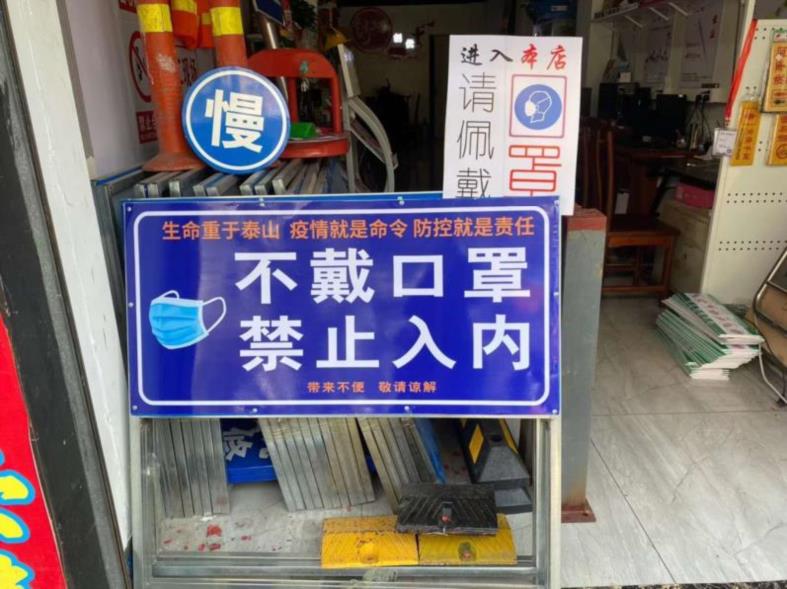 慢
进入本店
请佩戴
罩
生命重于泰山 疫情就是命令 防控就是责任
不戴口罩
禁止入内
带来不便 敬请谅解